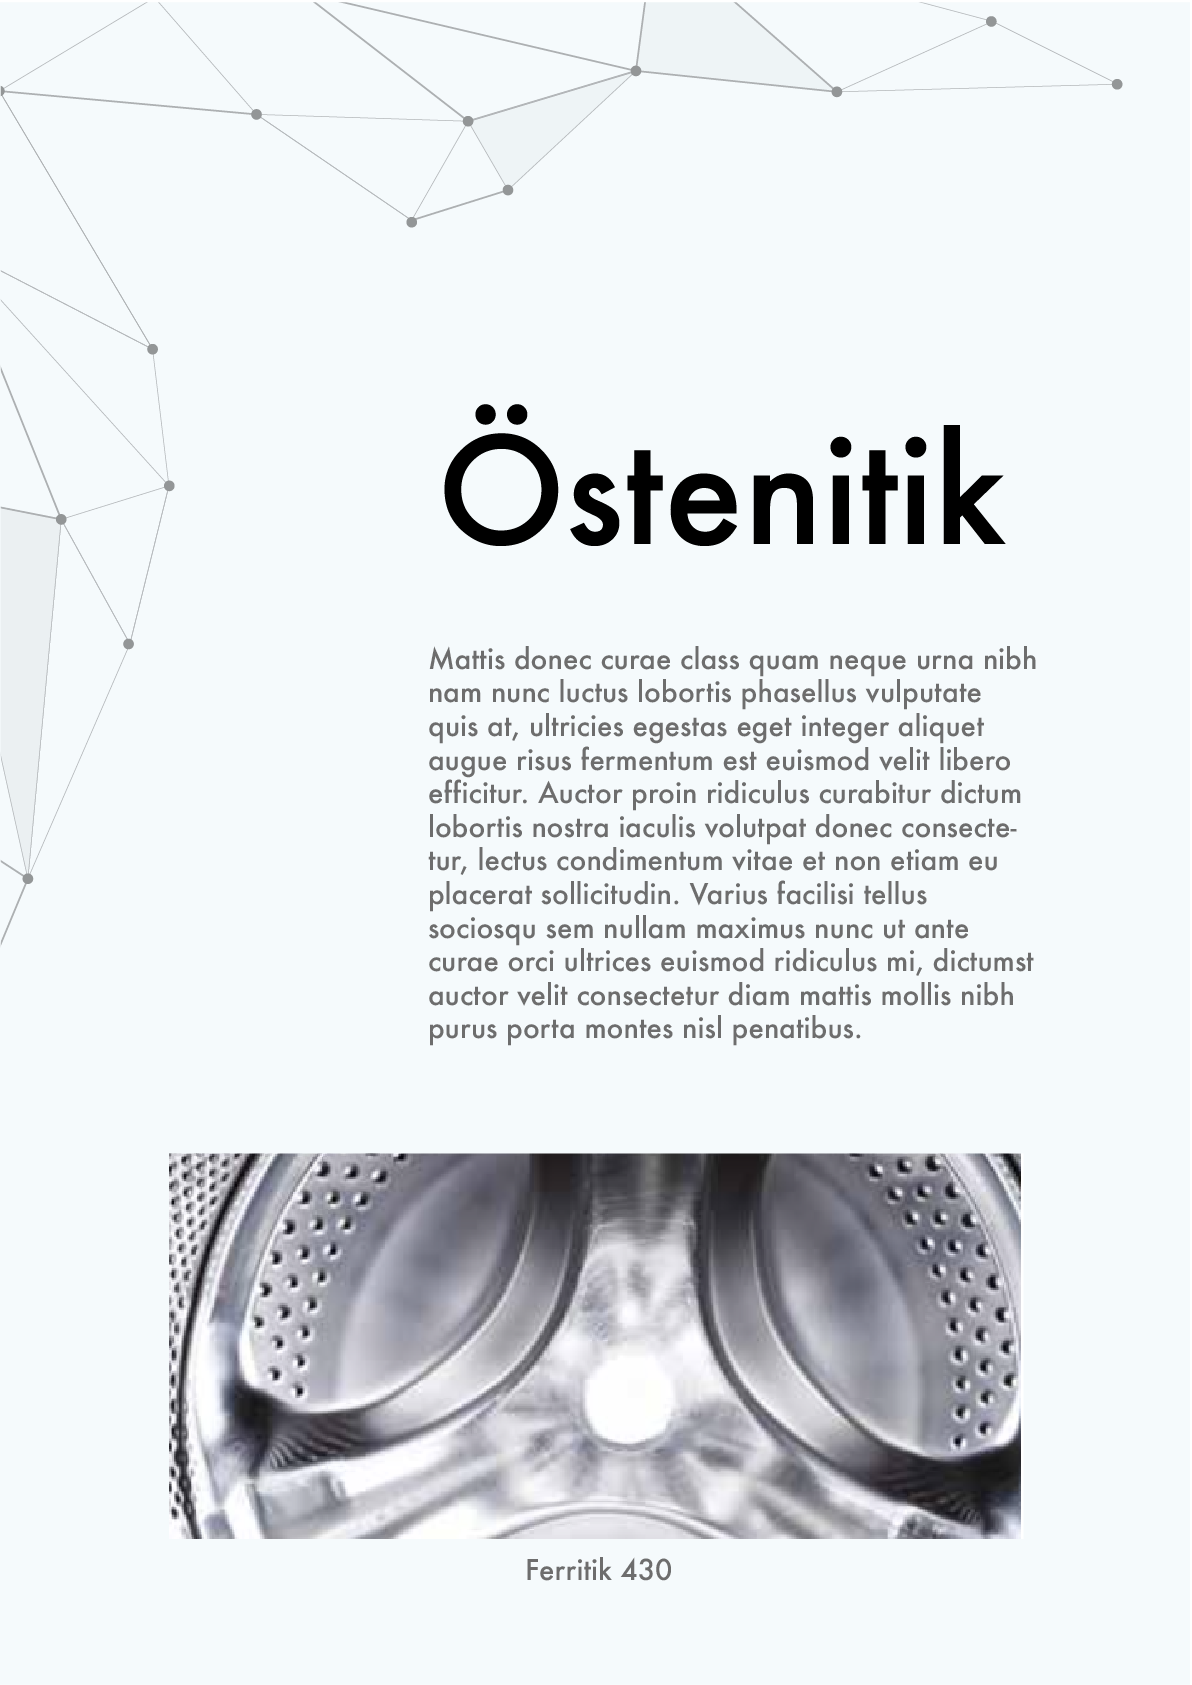 Östenitik
Mattis donec curae class quam neque urna nibh
nam nunc luctus lobortis phasellus vulputate
quis at, ultricies egestas eget integer aliquet
augue risus fermentum est euismod velit libero
efficitur. Auctor proin ridiculus curabitur dictum
lobortis nostra iaculis volutpat donec consecte-
tur, lectus condimentum vitae et non etiam eu
placerat sollicitudin. Varius facilisi tellus
sociosqu sem nullam maximus nunc ut ante
curae orci ultrices euismod ridiculus mi, dictumst
auctor velit consectetur diam mattis mollis nibh
purus porta montes nisl penatibus.
Ferritik 430